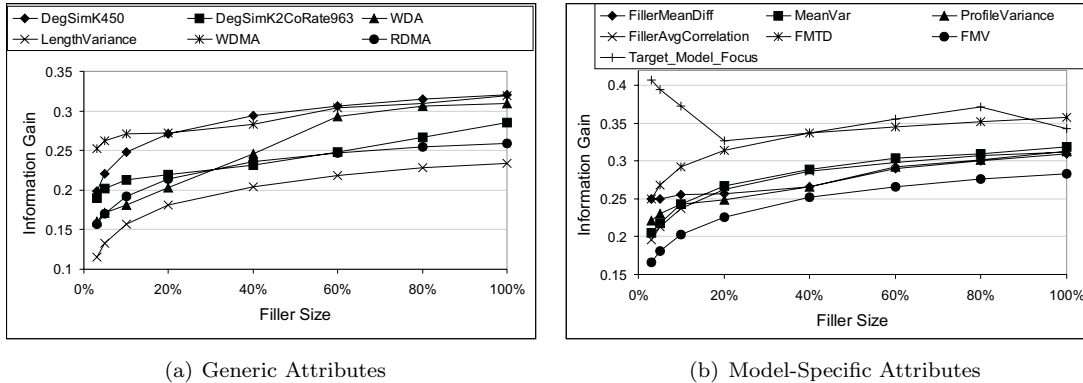 DegSimK450 DegSimK2CoRate963 WDA
LengthVariance WDMA RDMA
0.35
0.3
0.25
0.2
0.15
0.1
Information Gain
0% 20% 40% 60% 80% 100%
Filler Size
(a) Generic Attributes
FillerMeanDiff MeanVar ProfileVariance
FillerAvgCorrelation FMTD FMV
Target_Model_Focus
0.4
0.35
0.3
0.25
0.2
0.15
Information Gain
0% 20% 40% 60% 80% 100%
Filler Size
(b) Model-Specific Attributes